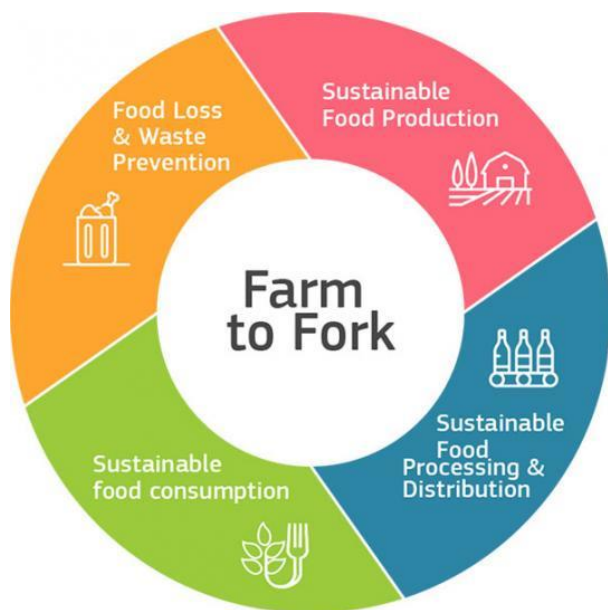 Farm
to Fork
Sustainable
Food Production
Sustainable
Food
Processing &
Distribution
Sustainable
food consumption
Food Loss
& Waste
Prevention